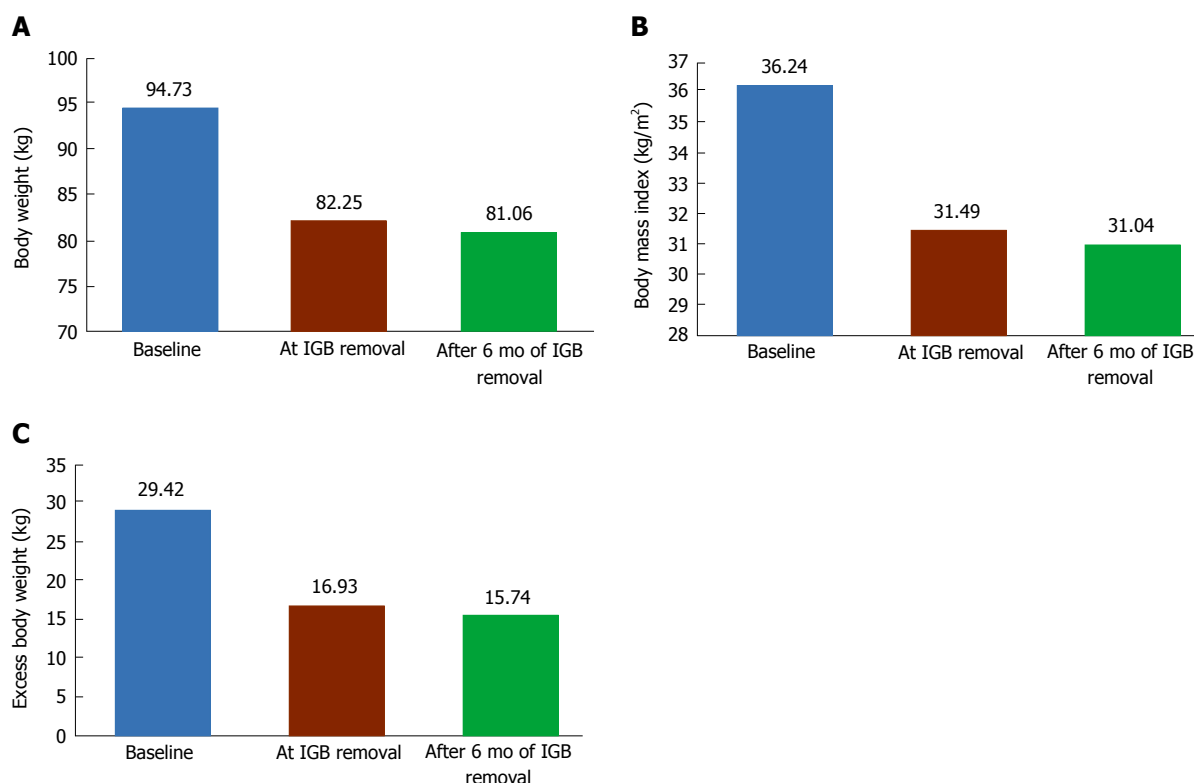 A
Body weight (kg)
100
95
90
85
80
75
70
94.73
82.25
81.06
Baseline
At IGB removal
After 6 mo of IGB
removal
B
Body mass index (kg/m²)
37
36
35
34
33
32
31
30
29
28
36.24
31.49
31.04
Baseline
At IGB removal
After 6 mo of IGB
removal
C
Excess body weight (kg)
35
30
25
20
15
10
5
0
29.42
16.93
15.74
Baseline
At IGB removal
After 6 mo of IGB
removal